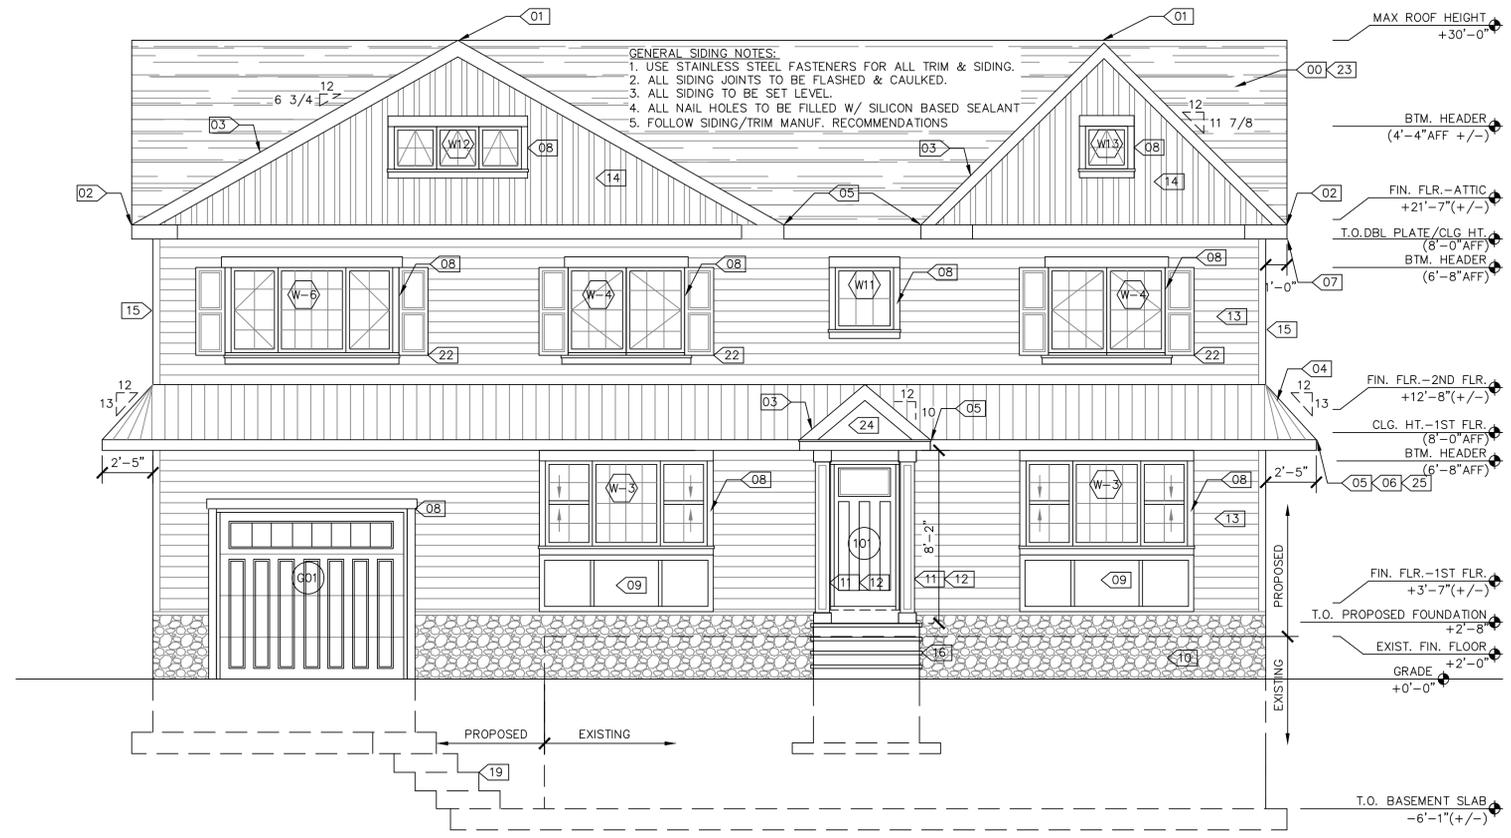 01
01
MAX ROOF HEIGHT
+30'-0"
GENERAL SIDING NOTES:
1. USE STAINLESS STEEL FASTENERS FOR ALL TRIM & SIDING.
2. ALL SIDING JOINTS TO BE FLASHED & CAULKED.
3. ALL SIDING TO BE SET LEVEL.
4. ALL NAIL HOLES TO BE FILLED W/ SILICON BASED SEALANT
5. FOLLOW SIDING/TRIM MANUF. RECOMMENDATIONS
00
23
12
6 3/4
12
11 7/8
BTM. HEADER
(4'-4"AFF +/-)
03
W12
08
03
W13
08
14
14
02
05
02
FIN. FLR.-ATTIC
+21'-7"(+/-)
T.O.DBL PLATE/CLG HT.
(8'-0"AFF)
BTM. HEADER
(6'-8"AFF)
08
08
08
08
1'-0"
07
W-6
W-4
W11
W-4
15
13
15
22
22
22
04
12
13
12
13
FIN. FLR.-2ND FLR.
+12'-8"(+/-)
03
12
10
05
24
CLG. HT.-1ST FLR.
(8'-0"AFF)
BTM. HEADER
(6'-8"AFF)
2'-5"
2'-5"
05
06
25
W-3
08
W-3
08
08
13
8'-2"
101
G01
09
11
12
11
12
09
PROPOSED
FIN. FLR.-1ST FLR.
+3'-7"(+/-)
T.O. PROPOSED FOUNDATION
+2'-8"
EXIST. FIN. FLOOR
+2'-0"
16
10
EXISTING
GRADE
+0'-0"
PROPOSED
EXISTING
19
T.O. BASEMENT SLAB
-6'-1"(+/-)